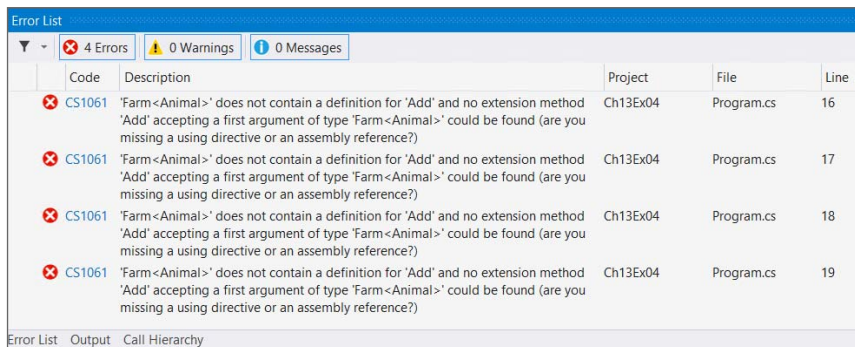 Error List
4 Errors 0 Warnings 0 Messages
Code Description Project File Line
CS1061 'Farm<Animal>' does not contain a definition for 'Add' and no extension method Ch13Ex04 Program.cs 16
'Add' accepting a first argument of type 'Farm<Animal>' could be found (are you
missing a using directive or an assembly reference?)
CS1061 'Farm<Animal>' does not contain a definition for 'Add' and no extension method Ch13Ex04 Program.cs 17
'Add' accepting a first argument of type 'Farm<Animal>' could be found (are you
missing a using directive or an assembly reference?)
CS1061 'Farm<Animal>' does not contain a definition for 'Add' and no extension method Ch13Ex04 Program.cs 18
'Add' accepting a first argument of type 'Farm<Animal>' could be found (are you
missing a using directive or an assembly reference?)
CS1061 'Farm<Animal>' does not contain a definition for 'Add' and no extension method Ch13Ex04 Program.cs 19
'Add' accepting a first argument of type 'Farm<Animal>' could be found (are you
missing a using directive or an assembly reference?)
Error List Output Call Hierarchy